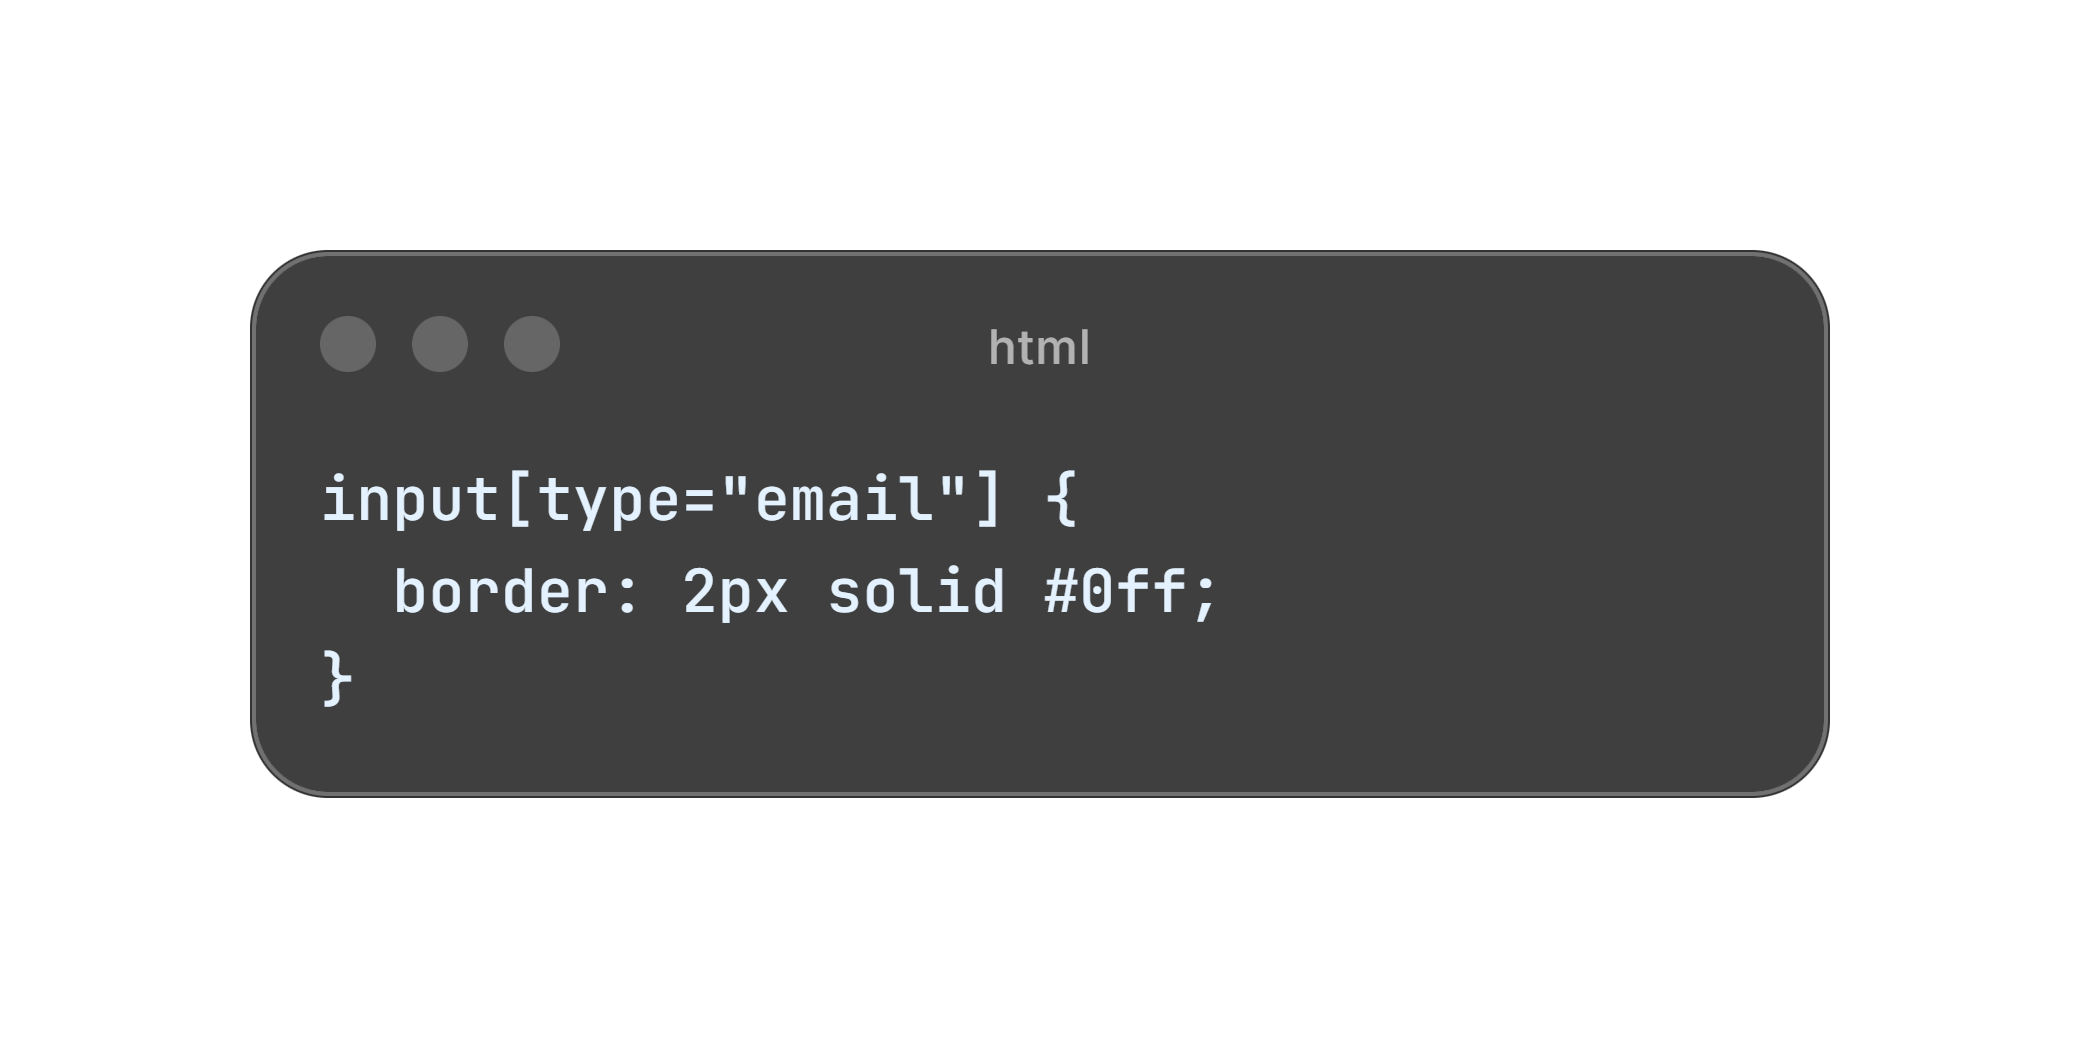 html
input[type="email"] {
  border: 2px solid #0ff;
}